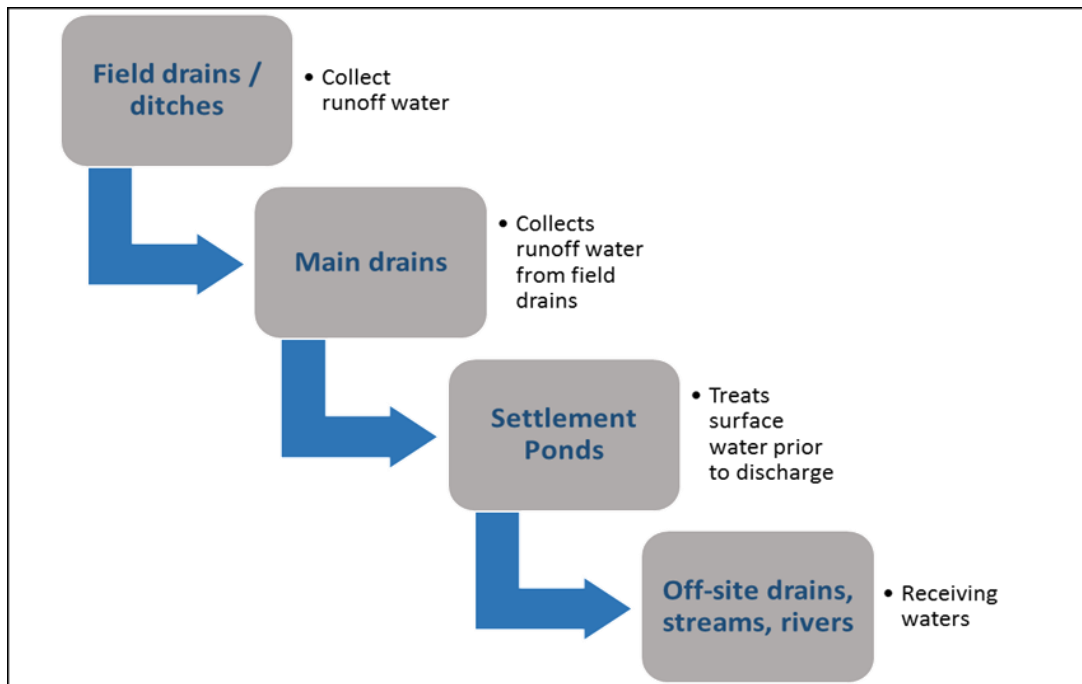 Field drains /
ditches
• Collect
runoff water
Main drains
• Collects
runoff water
from field
drains
Settlement
Ponds
• Treats
surface
water prior
to discharge
Off-site drains,
streams, rivers
• Receiving
waters